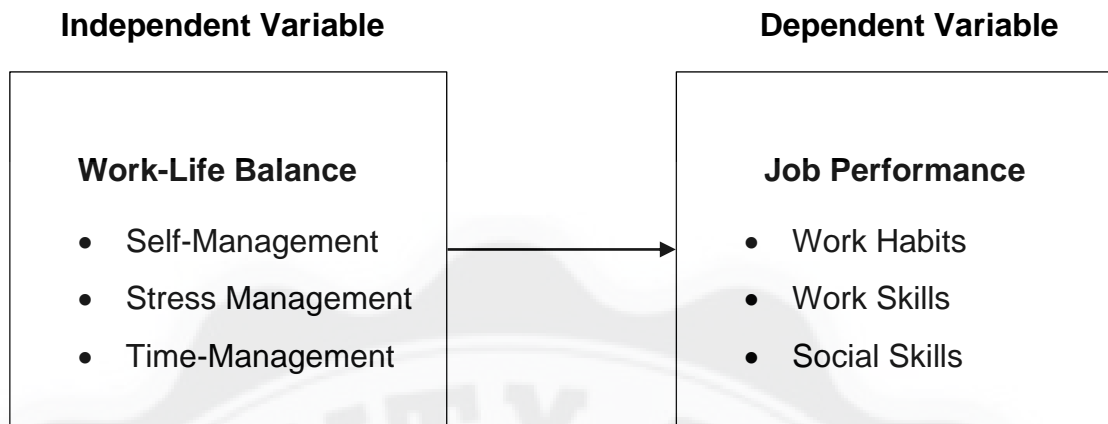 Independent Variable
Dependent Variable
Work-Life Balance
• Self-Management
• Stress Management
• Time-Management
Job Performance
• Work Habits
• Work Skills
• Social Skills